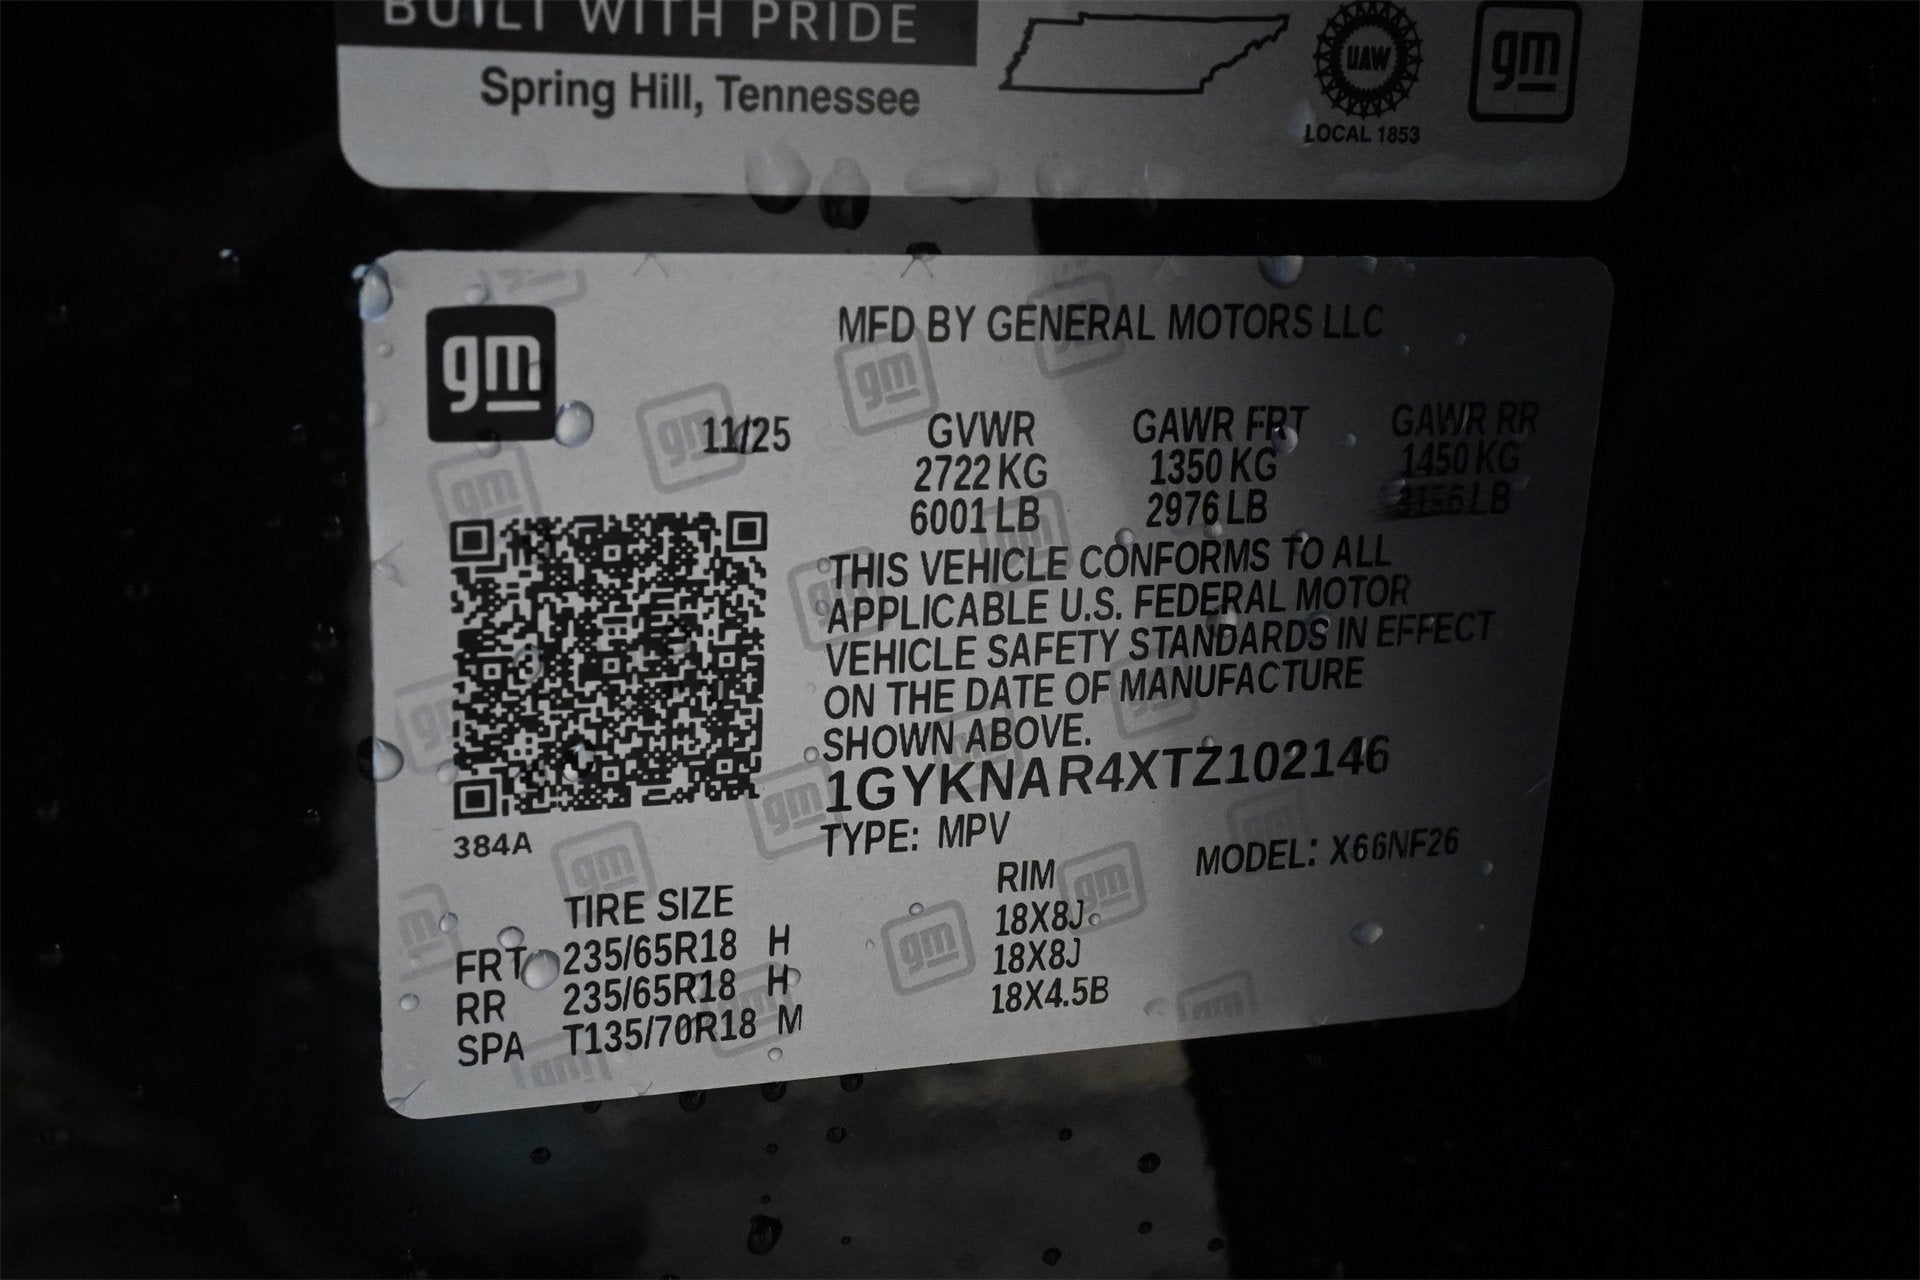 BUILT WITH PRIDE
Spring Hill, Tennessee
UAW
LOCAL 1853
gm
gm
MFD BY GENERAL MOTORS LLC
11/25
GVWR GAWR FRT GAWR RR
2722 KG 1350 KG 1450 KG
6001 LB 2976 LB LB
THIS VEHICLE CONFORMS TO ALL
APPLICABLE U.S. FEDERAL MOTOR
VEHICLE SAFETY STANDARDS IN EFFECT
ON THE DATE OF MANUFACTURE
SHOWN ABOVE.
1GYKNAR4XTZ102146
TYPE: MPV
MODEL: X66NF26
384A
TIRE SIZE RIM
FRT 235/65R18 H 18X8J
RR 235/65R18 H 18X8J
SPA T135/70R18 M 18X4.5B